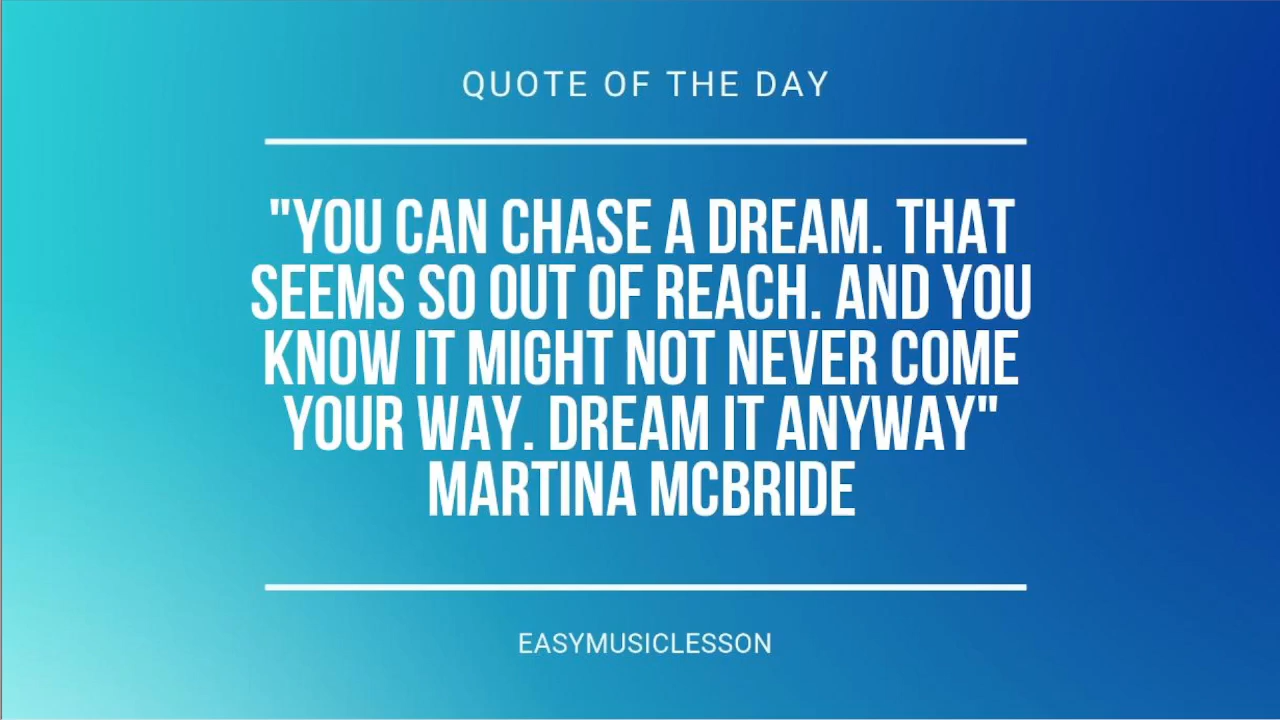 QUOTE OF THE DAY
"YOU CAN CHASE A DREAM. THAT
SEEMS SO OUT OF REACH. AND YOU
KNOW IT MIGHT NOT NEVER COME
YOUR WAY. DREAM IT ANYWAY"
MARTINA MCBRIDE
EASYMUSICLESSON